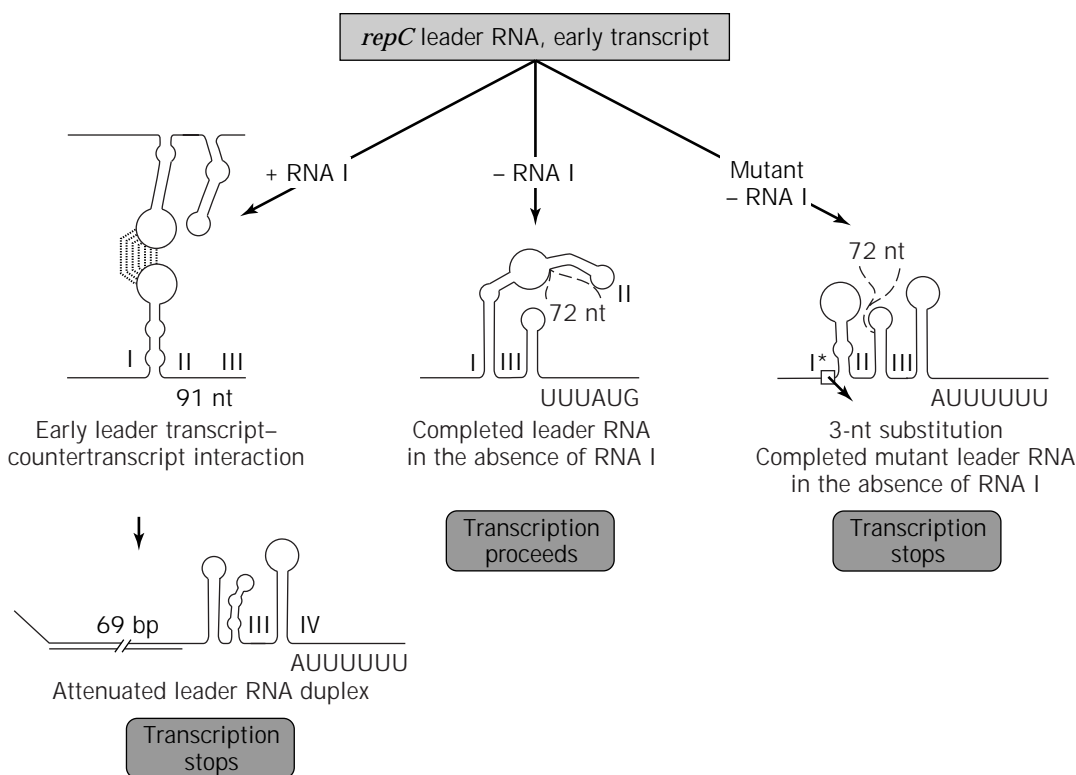 repC leader RNA, early transcript
+ RNA I
– RNA I
Mutant
– RNA I
I II III
91 nt
Early leader transcript–
countertranscript interaction
72 nt
II
I III
UUUAUG
Completed leader RNA
in the absence of RNA I
Transcription
proceeds
72 nt
I* II III
AUUUUUU
3-nt substitution
Completed mutant leader RNA
in the absence of RNA I
Transcription
stops
69 bp
III IV
AUUUUUU
Attenuated leader RNA duplex
Transcription
stops